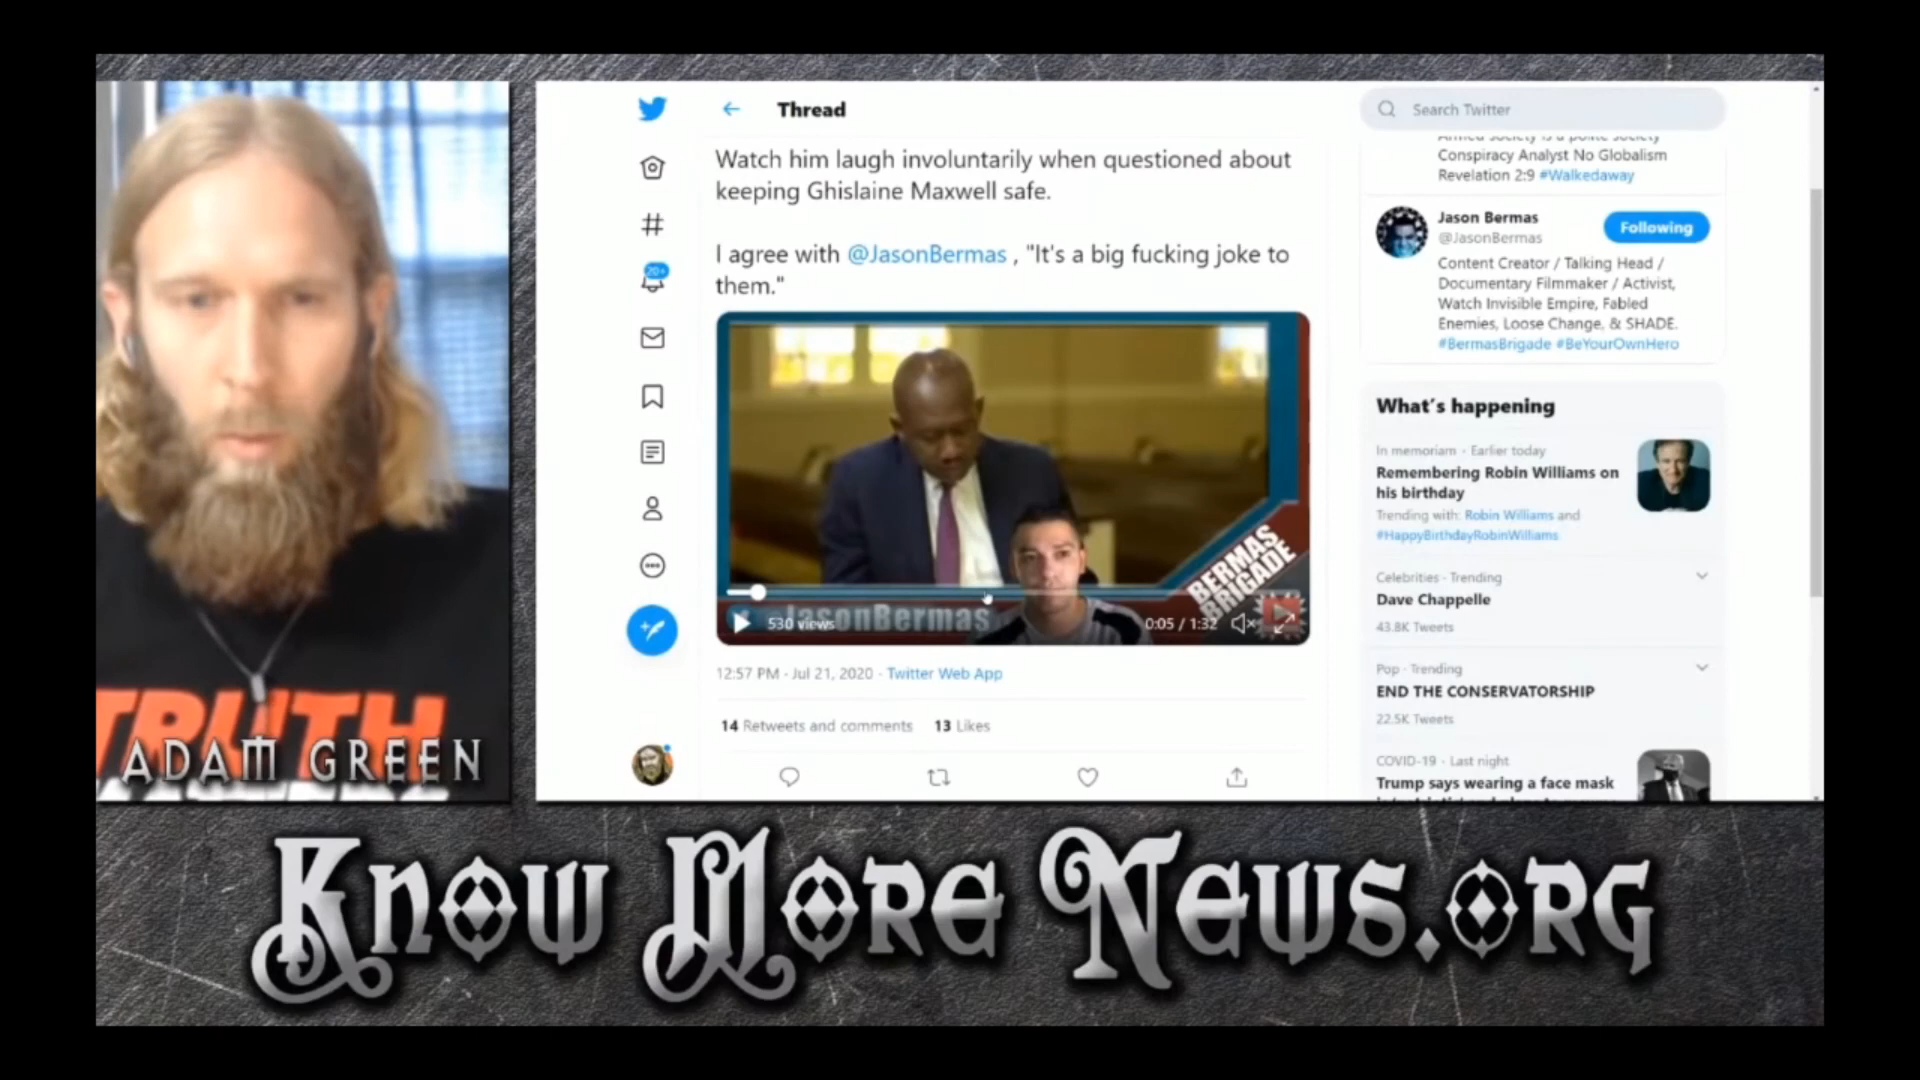 Thread
Watch him laugh involuntarily when questioned about
keeping Ghislaine Maxwell safe.
I agree with @JasonBermas , "It's a big fucking joke to
them."
BERMAS
BRIGADE
@JasonBermas
530 views
0:05 / 1:32
12:57 PM · Jul 21, 2020 · Twitter Web App
14 Retweets and comments 13 Likes
20+
Search Twitter
Armed society is a polite society
Conspiracy Analyst No Globalism
Revelation 2:9 #Walkedaway
Jason Bermas
@JasonBermas
Following
Content Creator / Talking Head /
Documentary Filmmaker / Activist,
Watch Invisible Empire, Fabled
Enemies, Loose Change, & SHADE.
#BermasBrigade #BeYourOwnHero
What's happening
In memoriam · Earlier today
Remembering Robin Williams on
his birthday
Trending with: Robin Williams and
#HappyBirthdayRobinWilliams
Celebrities · Trending
Dave Chappelle
43.8K Tweets
Pop · Trending
END THE CONSERVATORSHIP
22.5K Tweets
COVID-19 · Last night
Trump says wearing a face mask
TRUTH
ADAM GREEN
KNOW MORE NEWS.ORG